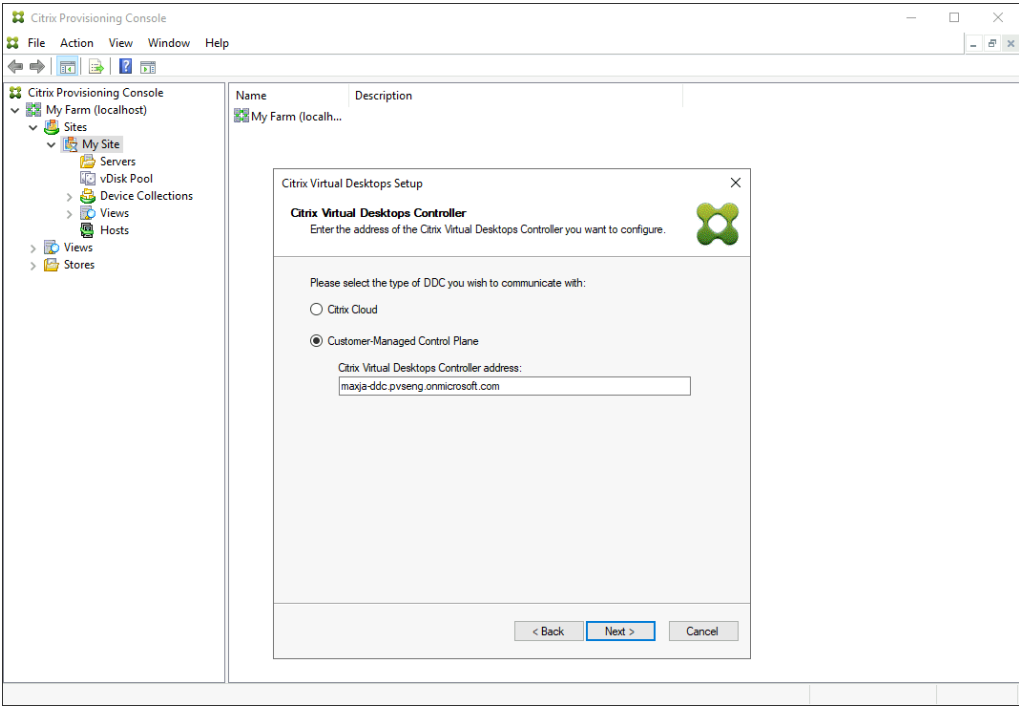 Citrix Provisioning Console
File Action View Window Help
Citrix Provisioning Console
My Farm (localhost)
Sites
My Site
Servers
vDisk Pool
Device Collections
Views
Hosts
Views
Stores
Name Description
My Farm (localh...
Citrix Virtual Desktops Setup
Citrix Virtual Desktops Controller
Enter the address of the Citrix Virtual Desktops Controller you want to configure.
Please select the type of DDC you wish to communicate with:
Citrix Cloud
Customer-Managed Control Plane
Citrix Virtual Desktops Controller address:
maxja-ddc.pvseng.onmicrosoft.com
< Back Next > Cancel